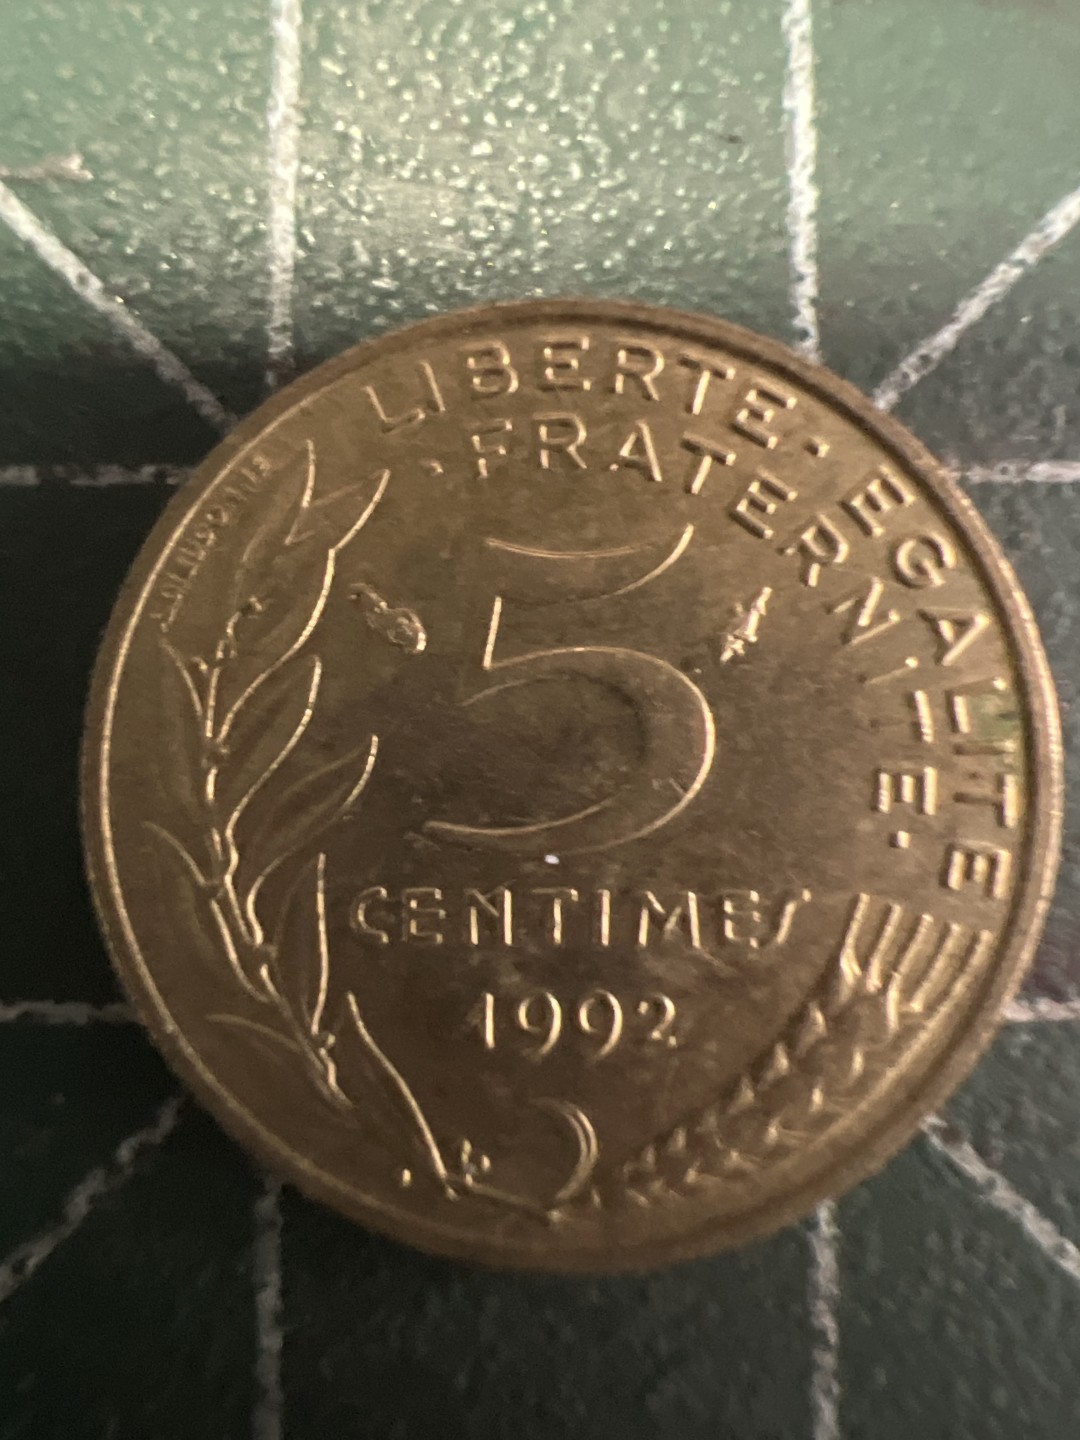 LIBERTE·EGALITE
·FRATERNITE·
5
CENTIMES
1992